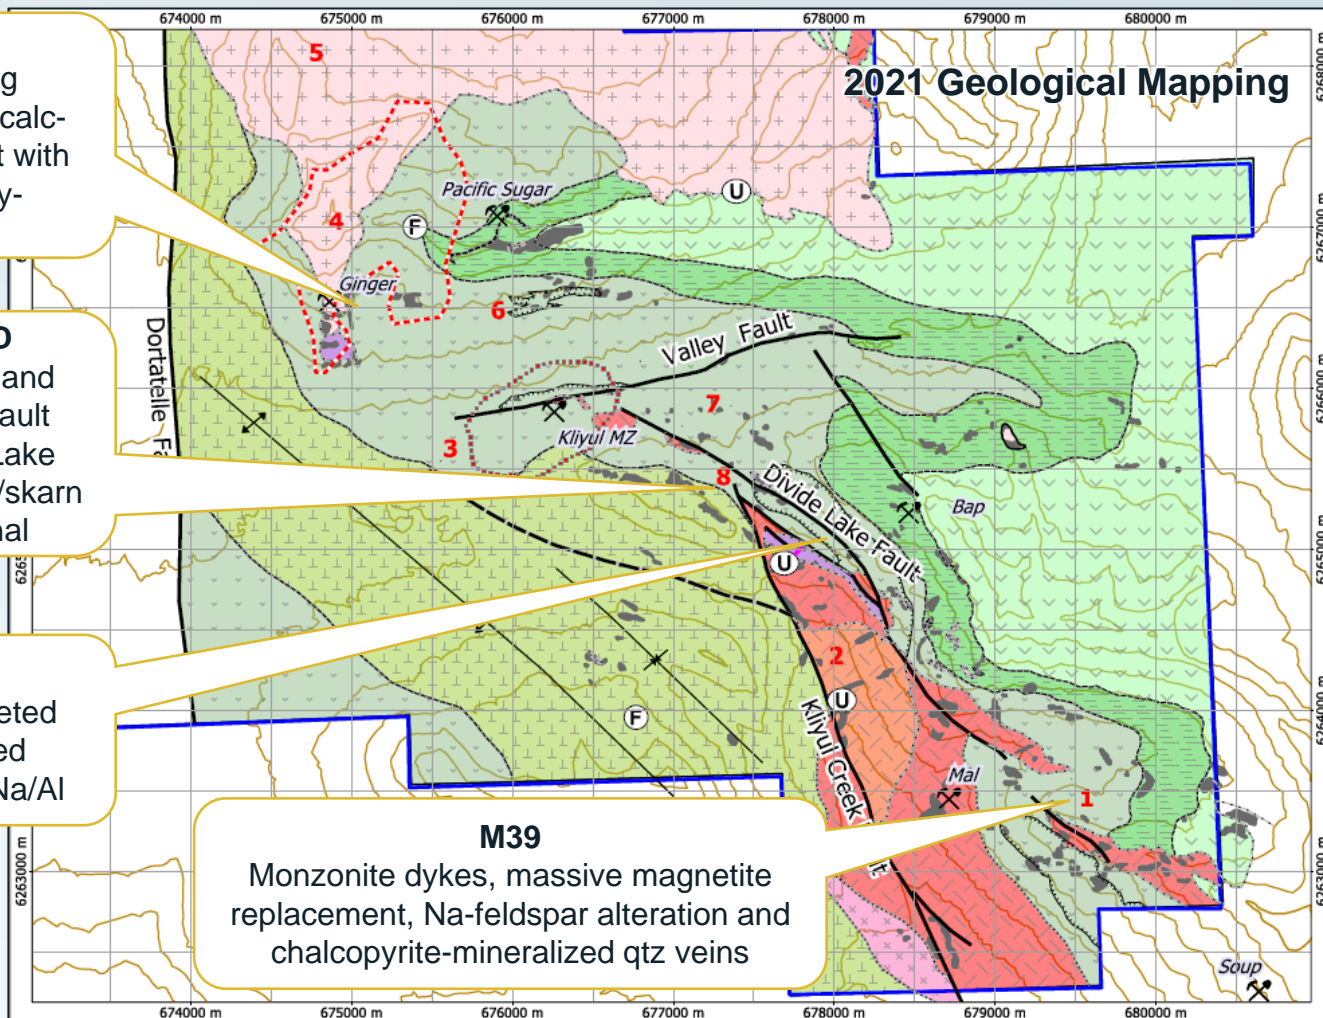 674000 m 675000 m 676000 m 677000 m 678000 m 679000 m 680000 m
2021 Geological Mapping
5
g
calc-
t with
y-
4
Pacific Sugar
U
F
Ginger
6
D
and
ault
Lake
/skarn
nal
Dortatelle Fa
Valley Fault
7
Kliyul MZ
3
8
Divide Lake Fault
Bap
U
2
U
F
Kliyul Creek
lt.
eted
ed
Na/Al
Mal
1
M39
Monzonite dykes, massive magnetite
replacement, Na-feldspar alteration and
chalcopyrite-mineralized qtz veins
Soup
6268000 m
6267000 m
6266000 m
6265000 m
6264000 m
6263000 m
6263000 m
674000 m 675000 m 676000 m 677000 m 678000 m 679000 m 680000 m